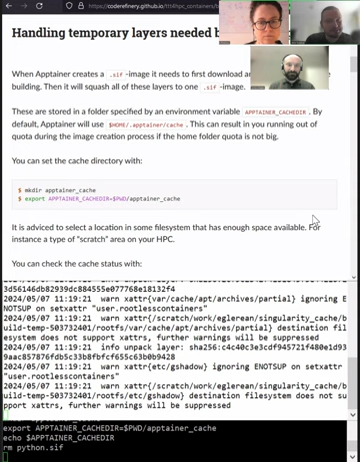 coderefinery.github.io/ttt4hpc_containers/b
Handling temporary layers needed b
When Apptainer creates a .sif -image it needs to first download an
building. Then it will squash all of these layers to one .sif -image.
These are stored in a folder specified by an environment variable APPTAINER_CACHEDIR . By
default, Apptainer will use $HOME/.apptainer/cache . This can result in you running out of
quota during the image creation process if the home folder quota is not big.
You can set the cache directory with:
$ mkdir apptainer_cache
$ export APPTAINER_CACHEDIR=$PWD/apptainer_cache
It is adviced to select a location in some filesystem that has enough space available. For
instance a type of "scratch" area on your HPC.
You can check the cache status with:
3d56146db82939dc884555e077768e18132f4
2024/05/07 11:19:21 warn xattr{var/cache/apt/archives/partial} ignoring E
NOTSUP on setxattr "user.rootlesscontainers"
2024/05/07 11:19:21 warn xattr{/scratch/work/eglerean/singularity_cache/b
uild-temp-503732401/rootfs/var/cache/apt/archives/partial} destination fil
esystem does not support xattrs, further warnings will be suppressed
2024/05/07 11:19:21 info unpack layer: sha256:c4c40c3e3cdf945721f480e1d93
9aac857876fdb5c33b8fbfcf655c63b0b9428
2024/05/07 11:19:21 warn xattr{etc/gshadow} ignoring ENOTSUP on setxattr
"user.rootlesscontainers"
2024/05/07 11:19:21 warn xattr{/scratch/work/eglerean/singularity_cache/b
uild-temp-503732401/rootfs/etc/gshadow} destination filesystem does not su
pport xattrs, further warnings will be suppressed
export APPTAINER_CACHEDIR=$PWD/apptainer_cache
echo $APPTAINER_CACHEDIR
rm python.sif